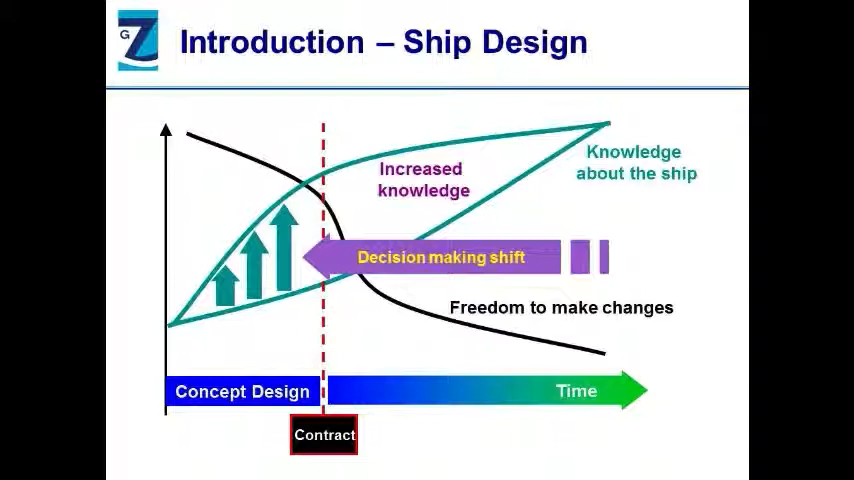 GZ
Introduction – Ship Design
Knowledge
about the ship
Increased
knowledge
Decision making shift
Freedom to make changes
Concept Design
Time
Contract